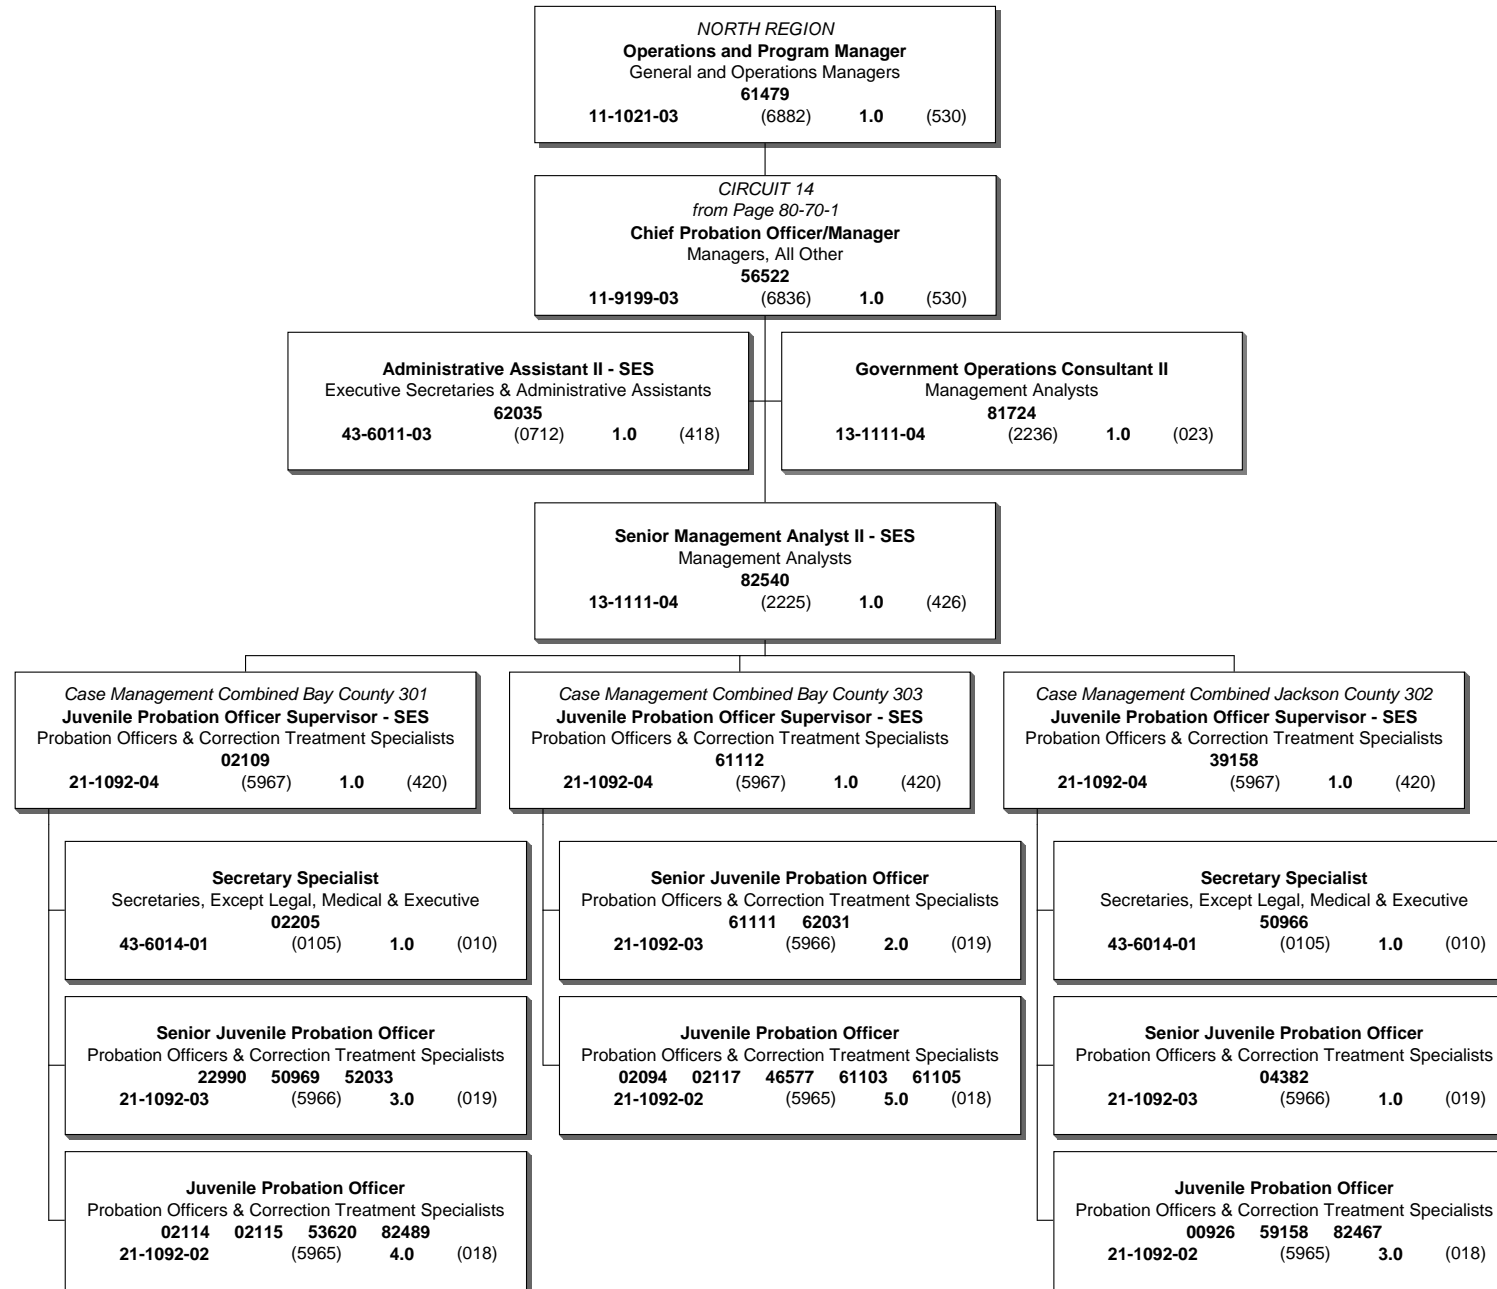 NORTH REGION
Operations and Program Manager
General and Operations Managers
61479
11-1021-03 (6882) 1.0 (530)
CIRCUIT 14
from Page 80-70-1
Chief Probation Officer/Manager
Managers, All Other
56522
11-9199-03 (6836) 1.0 (530)
Administrative Assistant II - SES
Executive Secretaries & Administrative Assistants
62035
43-6011-03 (0712) 1.0 (418)
Government Operations Consultant II
Management Analysts
81724
13-1111-04 (2236) 1.0 (023)
Senior Management Analyst II - SES
Management Analysts
82540
13-1111-04 (2225) 1.0 (426)
Case Management Combined Bay County 301
Juvenile Probation Officer Supervisor - SES
Probation Officers & Correction Treatment Specialists
02109
21-1092-04 (5967) 1.0 (420)
Secretary Specialist
Secretaries, Except Legal, Medical & Executive
02205
43-6014-01 (0105) 1.0 (010)
Senior Juvenile Probation Officer
Probation Officers & Correction Treatment Specialists
22990 50969 52033
21-1092-03 (5966) 3.0 (019)
Juvenile Probation Officer
Probation Officers & Correction Treatment Specialists
02114 02115 53620 82489
21-1092-02 (5965) 4.0 (018)
Case Management Combined Bay County 303
Juvenile Probation Officer Supervisor - SES
Probation Officers & Correction Treatment Specialists
61112
21-1092-04 (5967) 1.0 (420)
Senior Juvenile Probation Officer
Probation Officers & Correction Treatment Specialists
61111 62031
21-1092-03 (5966) 2.0 (019)
Juvenile Probation Officer
Probation Officers & Correction Treatment Specialists
02094 02117 46577 61103 61105
21-1092-02 (5965) 5.0 (018)
Case Management Combined Jackson County 302
Juvenile Probation Officer Supervisor - SES
Probation Officers & Correction Treatment Specialists
39158
21-1092-04 (5967) 1.0 (420)
Secretary Specialist
Secretaries, Except Legal, Medical & Executive
50966
43-6014-01 (0105) 1.0 (010)
Senior Juvenile Probation Officer
Probation Officers & Correction Treatment Specialists
04382
21-1092-03 (5966) 1.0 (019)
Juvenile Probation Officer
Probation Officers & Correction Treatment Specialists
00926 59158 82467
21-1092-02 (5965) 3.0 (018)